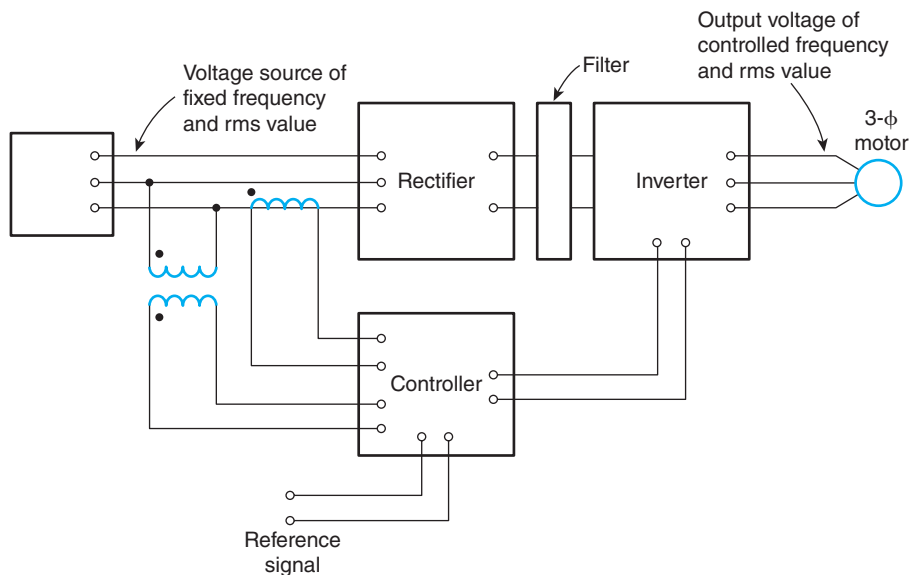 Output voltage of
controlled frequency
and rms value
Voltage source of
fixed frequency
and rms value
Filter
3-ϕ
motor
Rectifier
Inverter
Controller
Reference
signal